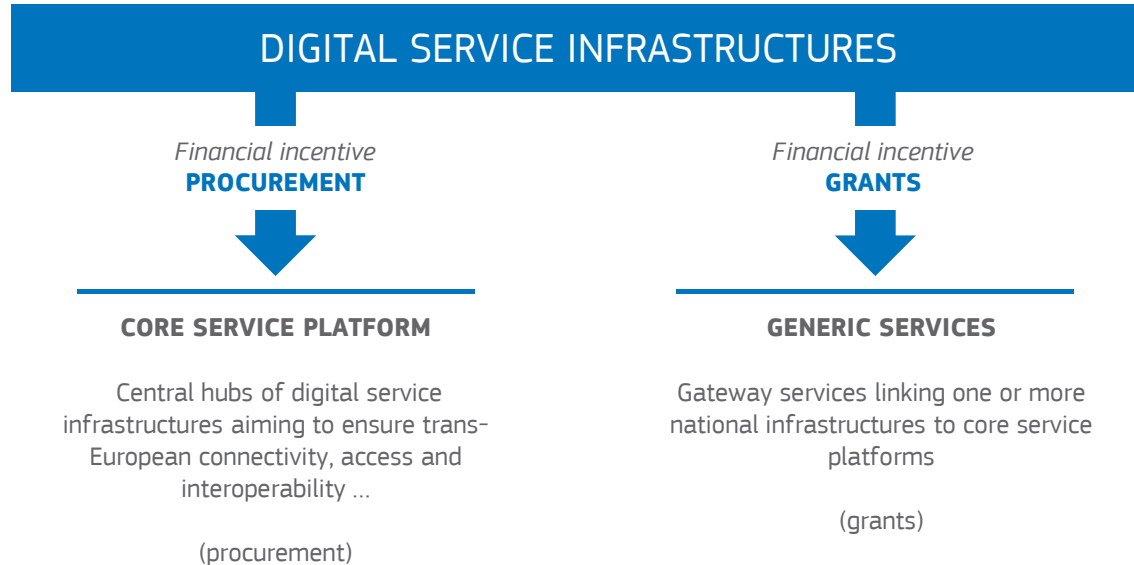 DIGITAL SERVICE INFRASTRUCTURES
Financial incentive
PROCUREMENT
CORE SERVICE PLATFORM
Central hubs of digital service
infrastructures aiming to ensure trans-
European connectivity, access and
interoperability ...
(procurement)
Financial incentive
GRANTS
GENERIC SERVICES
Gateway services linking one or more
national infrastructures to core service
platforms
(grants)